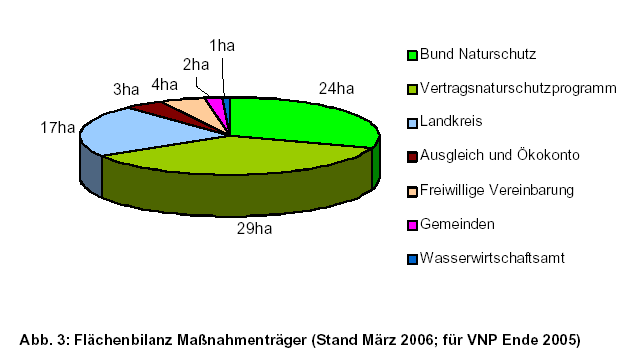 1ha
2ha
4ha
3ha
24ha
17ha
29ha
Bund Naturschutz
Vertragsnaturschutzprogramm
Landkreis
Ausgleich und Ökokonto
Freiwillige Vereinbarung
Gemeinden
Wasserwirtschaftsamt
Abb. 3: Flächenbilanz Maßnahmenträger (Stand März 2006; für VNP Ende 2005)